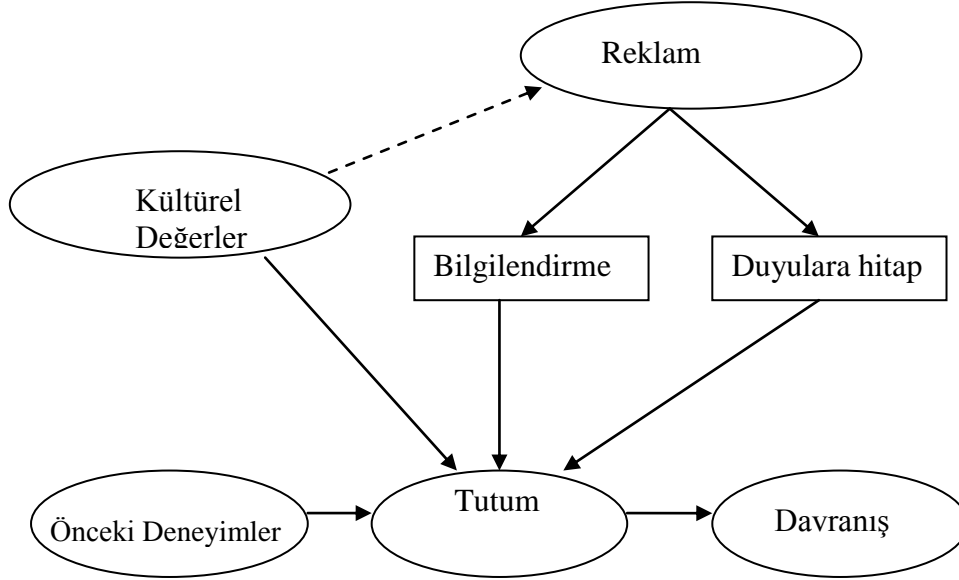 Reklam
Kültürel
Değerler
Bilgilendirme
Duyulara hitap
Önceki Deneyimler
Tutum
Davranış